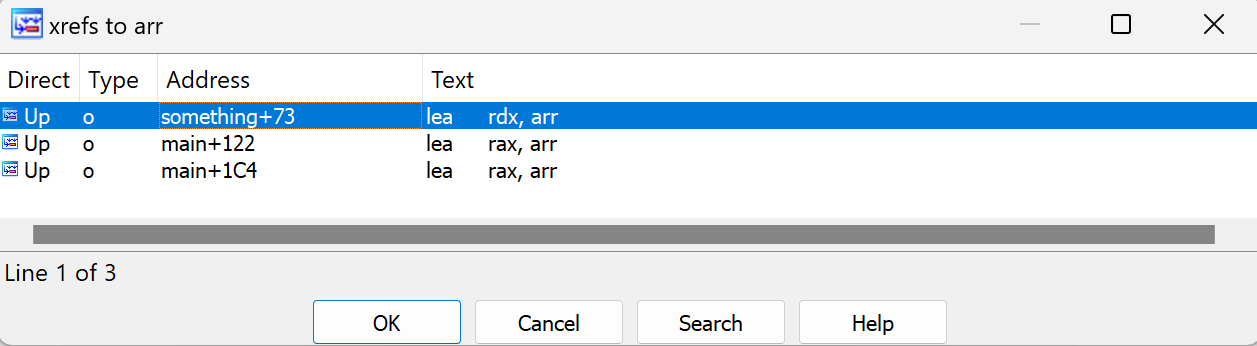 xrefs to arr
Direct Type Address Text
Up o something+73 lea rdx, arr
Up o main+122 lea rax, arr
Up o main+1C4 lea rax, arr
Line 1 of 3
OK Cancel Search Help